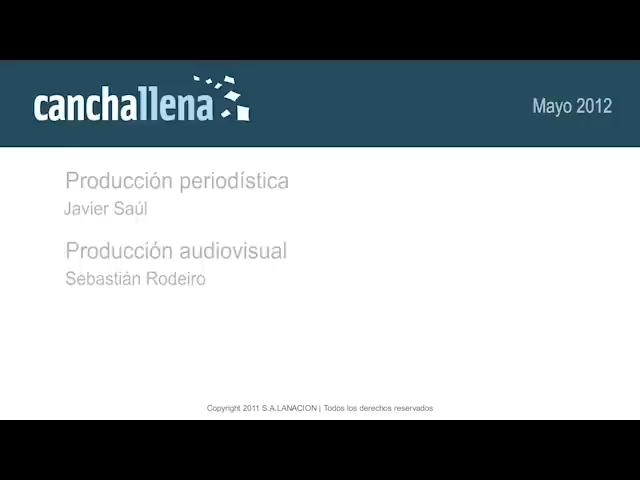 canchallena
Mayo 2012
Producción periodística
Javier Saúl
Producción audiovisual
Sebastián Rodeiro
Copyright 2011 S.A.LANACION | Todos los derechos reservados